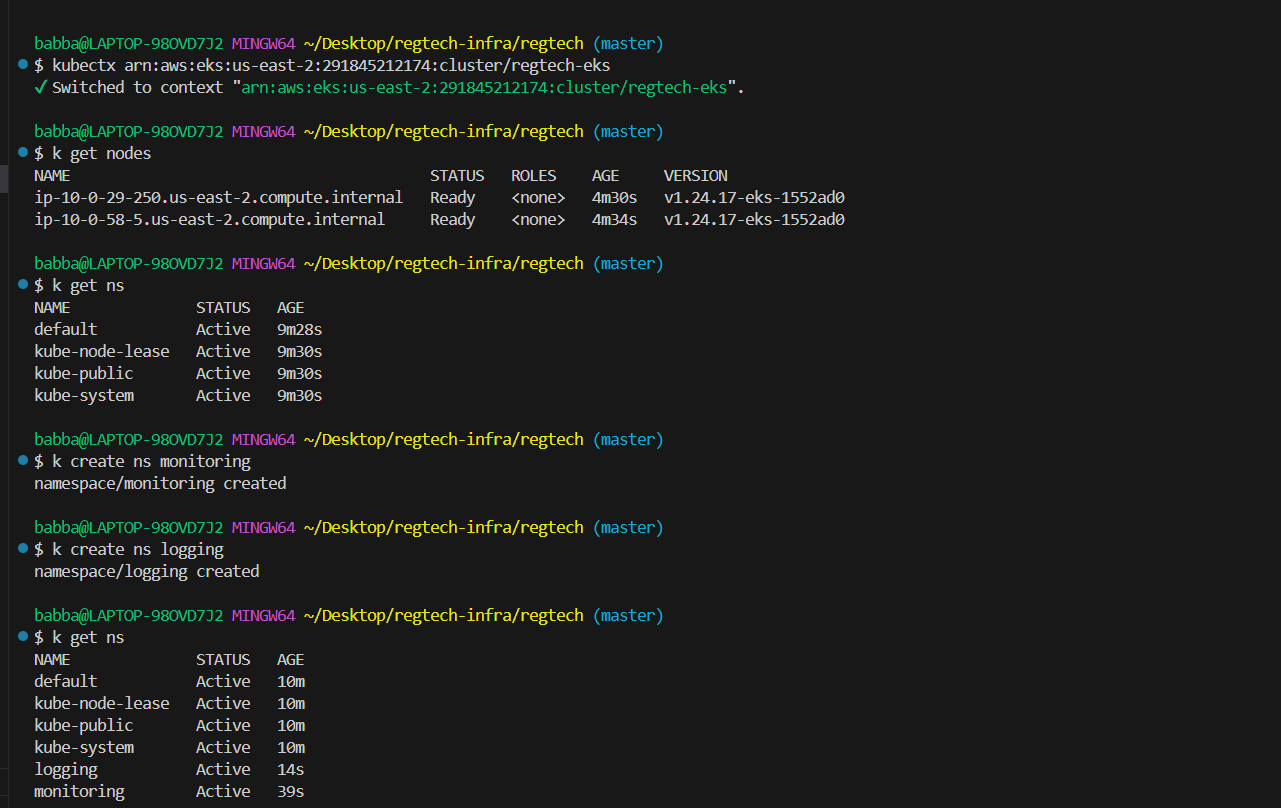 babba@LAPTOP-98OVD7J2 MINGW64 ~/Desktop/regtech-infra/regtech (master)
$ kubectx arn:aws:eks:us-east-2:291845212174:cluster/regtech-eks
✓Switched to context "arn:aws:eks:us-east-2:291845212174:cluster/regtech-eks".
babba@LAPTOP-98OVD7J2 MINGW64 ~/Desktop/regtech-infra/regtech (master)
$ k get nodes
NAME STATUS ROLES AGE VERSION
ip-10-0-29-250.us-east-2.compute.internal Ready <none> 4m30s v1.24.17-eks-1552ad0
ip-10-0-58-5.us-east-2.compute.internal Ready <none> 4m34s v1.24.17-eks-1552ad0
babba@LAPTOP-98OVD7J2 MINGW64 ~/Desktop/regtech-infra/regtech (master)
$ k get ns
NAME STATUS AGE
default Active 9m28s
kube-node-lease Active 9m30s
kube-public Active 9m30s
kube-system Active 9m30s
babba@LAPTOP-98OVD7J2 MINGW64 ~/Desktop/regtech-infra/regtech (master)
$ k create ns monitoring
namespace/monitoring created
babba@LAPTOP-98OVD7J2 MINGW64 ~/Desktop/regtech-infra/regtech (master)
$ k create ns logging
namespace/logging created
babba@LAPTOP-98OVD7J2 MINGW64 ~/Desktop/regtech-infra/regtech (master)
$ k get ns
NAME STATUS AGE
default Active 10m
kube-node-lease Active 10m
kube-public Active 10m
kube-system Active 10m
logging Active 14s
monitoring Active 39s